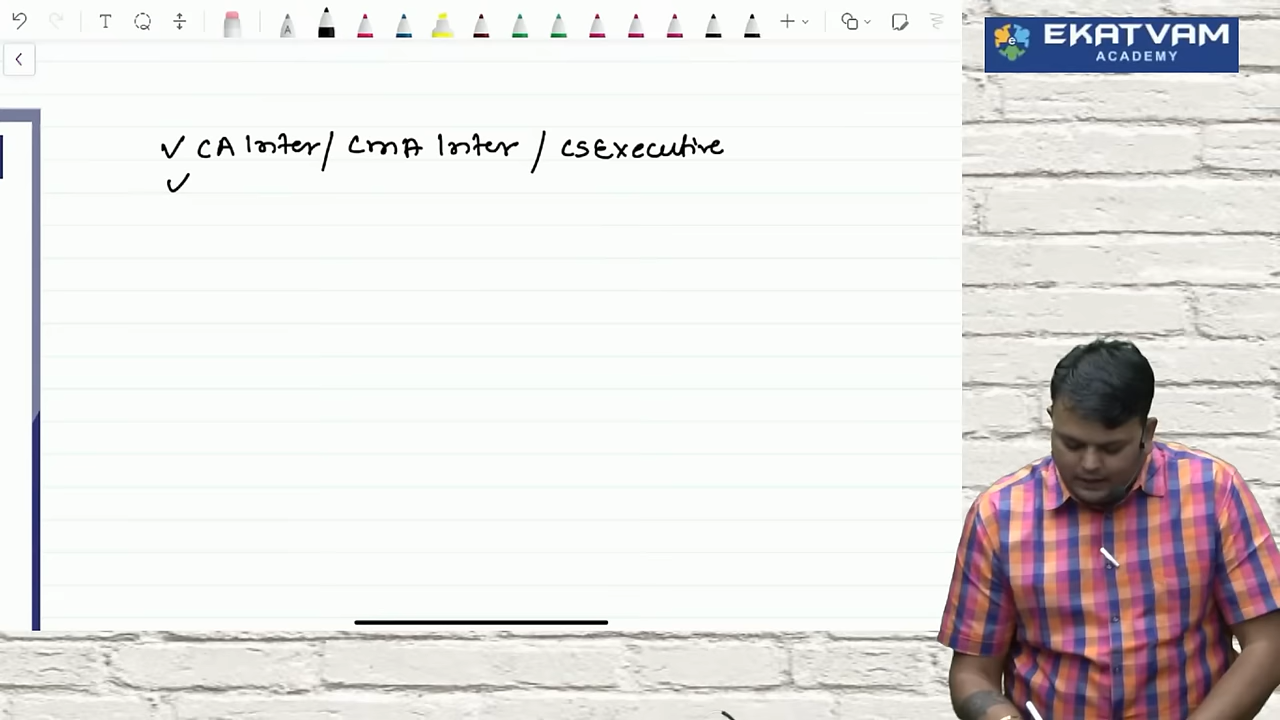 EKATVAM
ACADEMY
✓ CA Inter / CMA Inter / CS Executive
✓